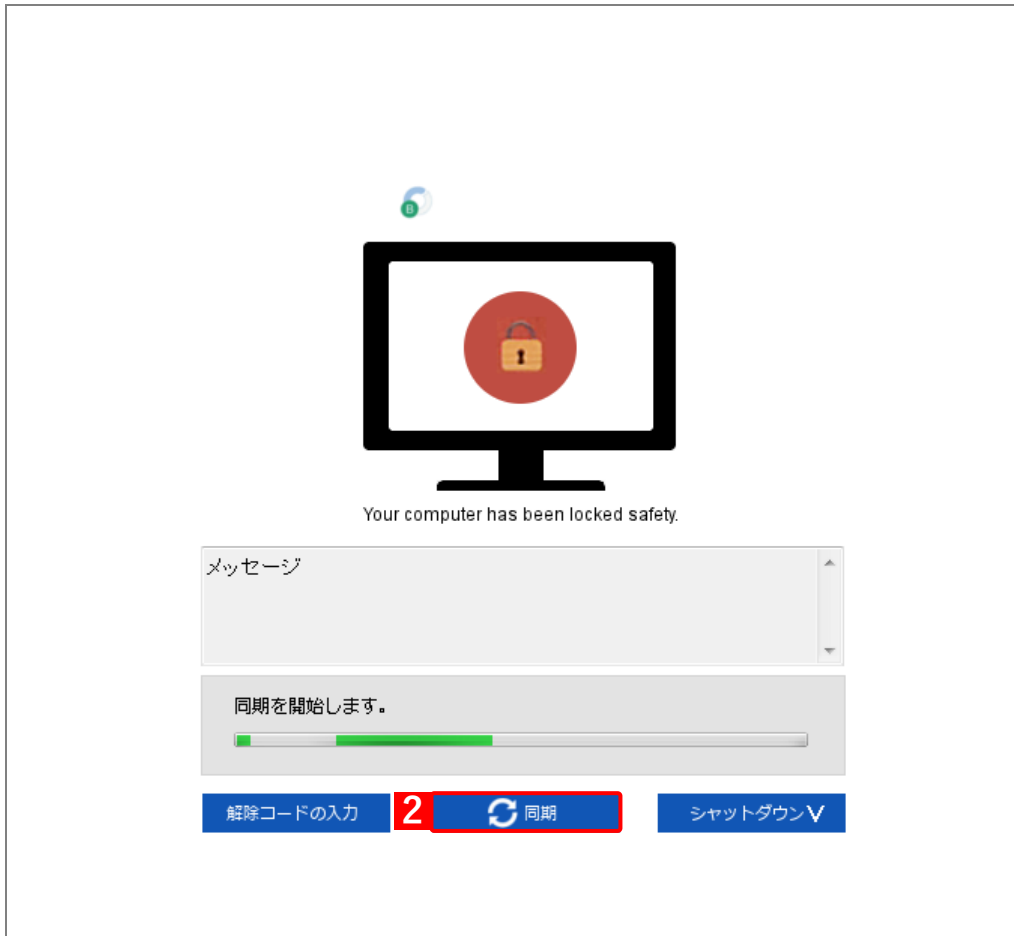 B
Your computer has been locked safety.
メッセージ
同期を開始します。
解除コードの入力
2
同期
シャットダウン V